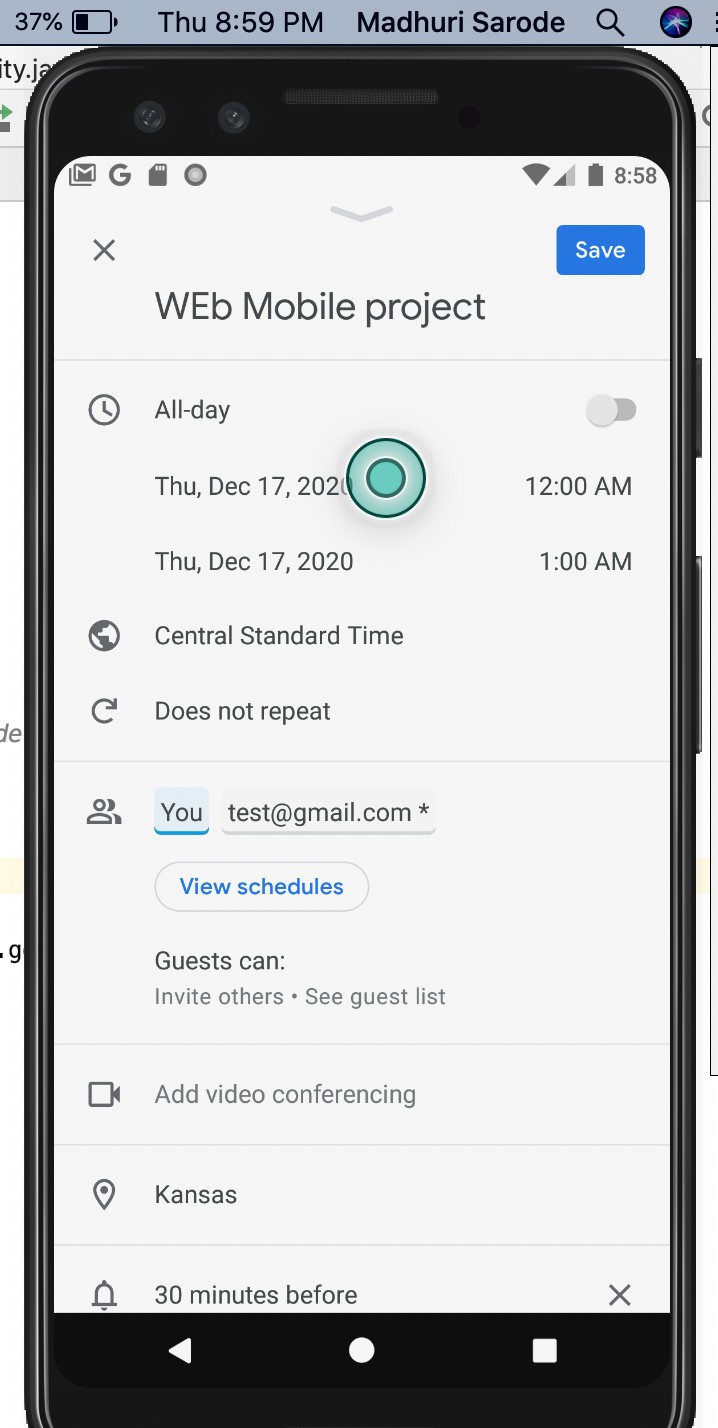 37% Thu 8:59 PM Madhuri Sarode
ity.ja
8:58
Save
WEb Mobile project
All-day
Thu, Dec 17, 2020 12:00 AM
Thu, Dec 17, 2020 1:00 AM
Central Standard Time
Does not repeat
de
You test@gmail.com *
View schedules
.g
Guests can:
Invite others • See guest list
Add video conferencing
Kansas
30 minutes before